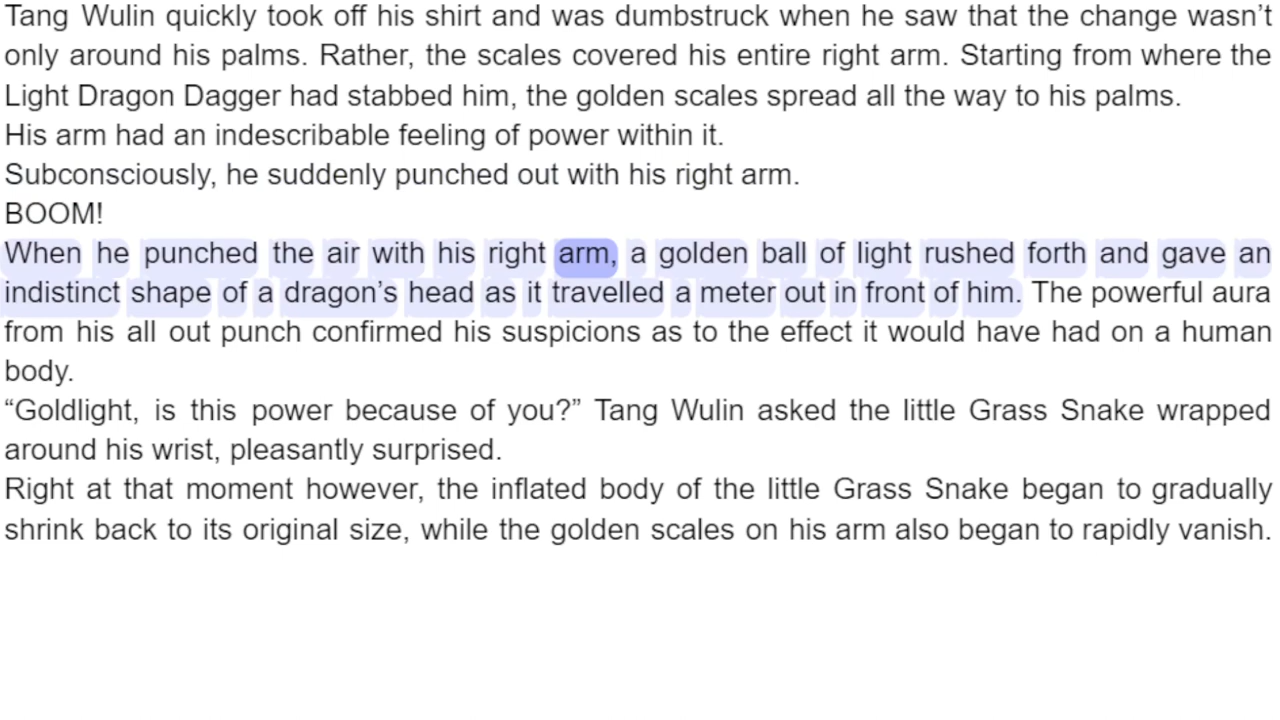 Tang Wulin quickly took off his shirt and was dumbstruck when he saw that the change wasn’t
only around his palms. Rather, the scales covered his entire right arm. Starting from where the
Light Dragon Dagger had stabbed him, the golden scales spread all the way to his palms.
His arm had an indescribable feeling of power within it.
Subconsciously, he suddenly punched out with his right arm.
BOOM!
When he punched the air with his right arm, a golden ball of light rushed forth and gave an
indistinct shape of a dragon’s head as it travelled a meter out in front of him. The powerful aura
from his all out punch confirmed his suspicions as to the effect it would have had on a human
body.
“Goldlight, is this power because of you?” Tang Wulin asked the little Grass Snake wrapped
around his wrist, pleasantly surprised.
Right at that moment however, the inflated body of the little Grass Snake began to gradually
shrink back to its original size, while the golden scales on his arm also began to rapidly vanish.